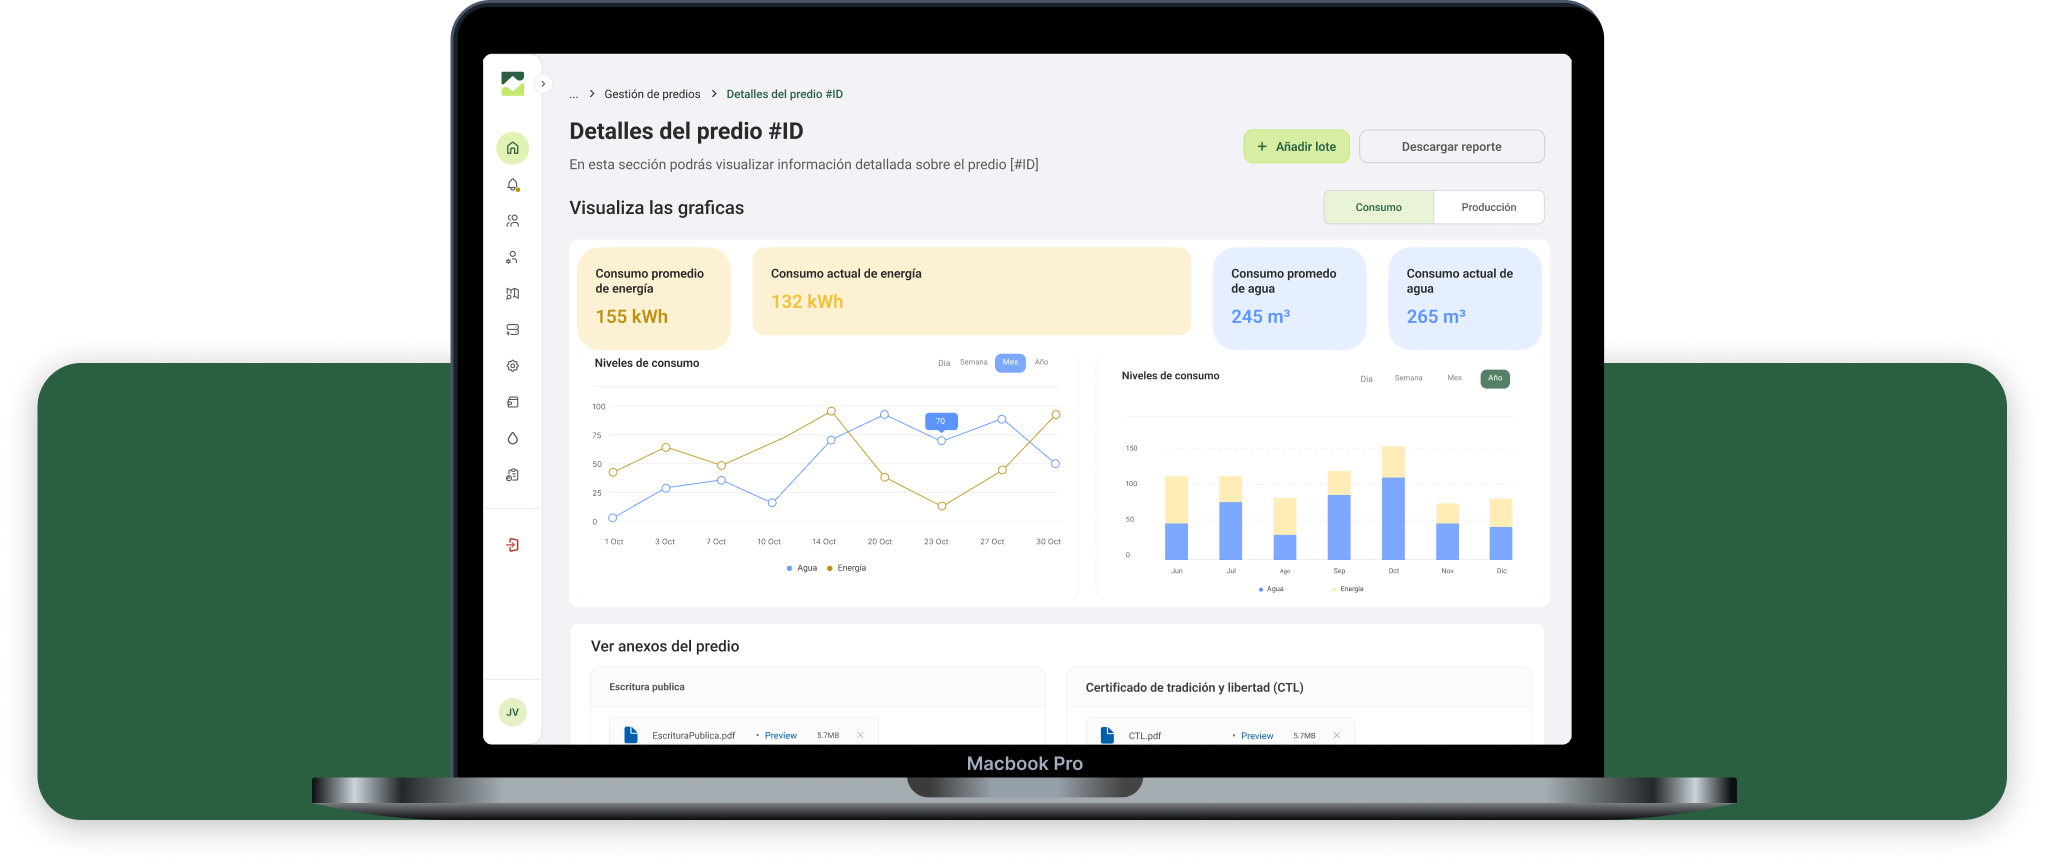 ... > Gestión de predios > Detalles del predio #ID
Detalles del predio #ID
+ Añadir lote
Descargar reporte
En esta sección podrás visualizar información detallada sobre el predio [#ID]
Visualiza las graficas
Consumo
Producción
Consumo promedio
de energía
155 kWh
Consumo actual de energía
132 kWh
Consumo promedo
de agua
245 m³
Consumo actual de
agua
265 m³
Niveles de consumo
Dia Semana Mes Año
100
75
50
25
0
70
1 Oct 3 Oct 7 Oct 10 Oct 14 Oct 20 Oct 23 Oct 27 Oct 30 Oct
Agua Energía
Niveles de consumo
Dia Semana Mes Año
150
100
50
0
Jun Jul Ago Sep Oct Nov Dic
Agua Energía
Ver anexos del predio
Escritura publica
EscrituraPublica.pdf • Preview 5.7MB
Certificado de tradición y libertad (CTL)
CTL.pdf • Preview 5.7MB
JV
Macbook Pro